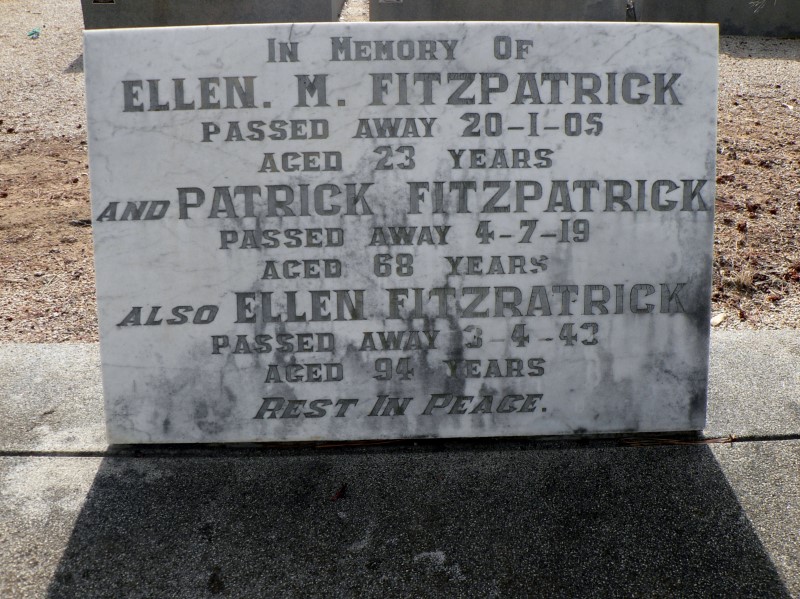 In Memory Of
ELLEN. M. FITZPATRICK
PASSED AWAY 20-1-05
AGED 23 YEARS
AND PATRICK FITZPATRICK
PASSED AWAY 4-7-19
AGED 68 YEARS
ALSO ELLEN FITZRATRICK
PASSED AWAY 3-4-43
AGED 94 YEARS
REST IN PEACE.